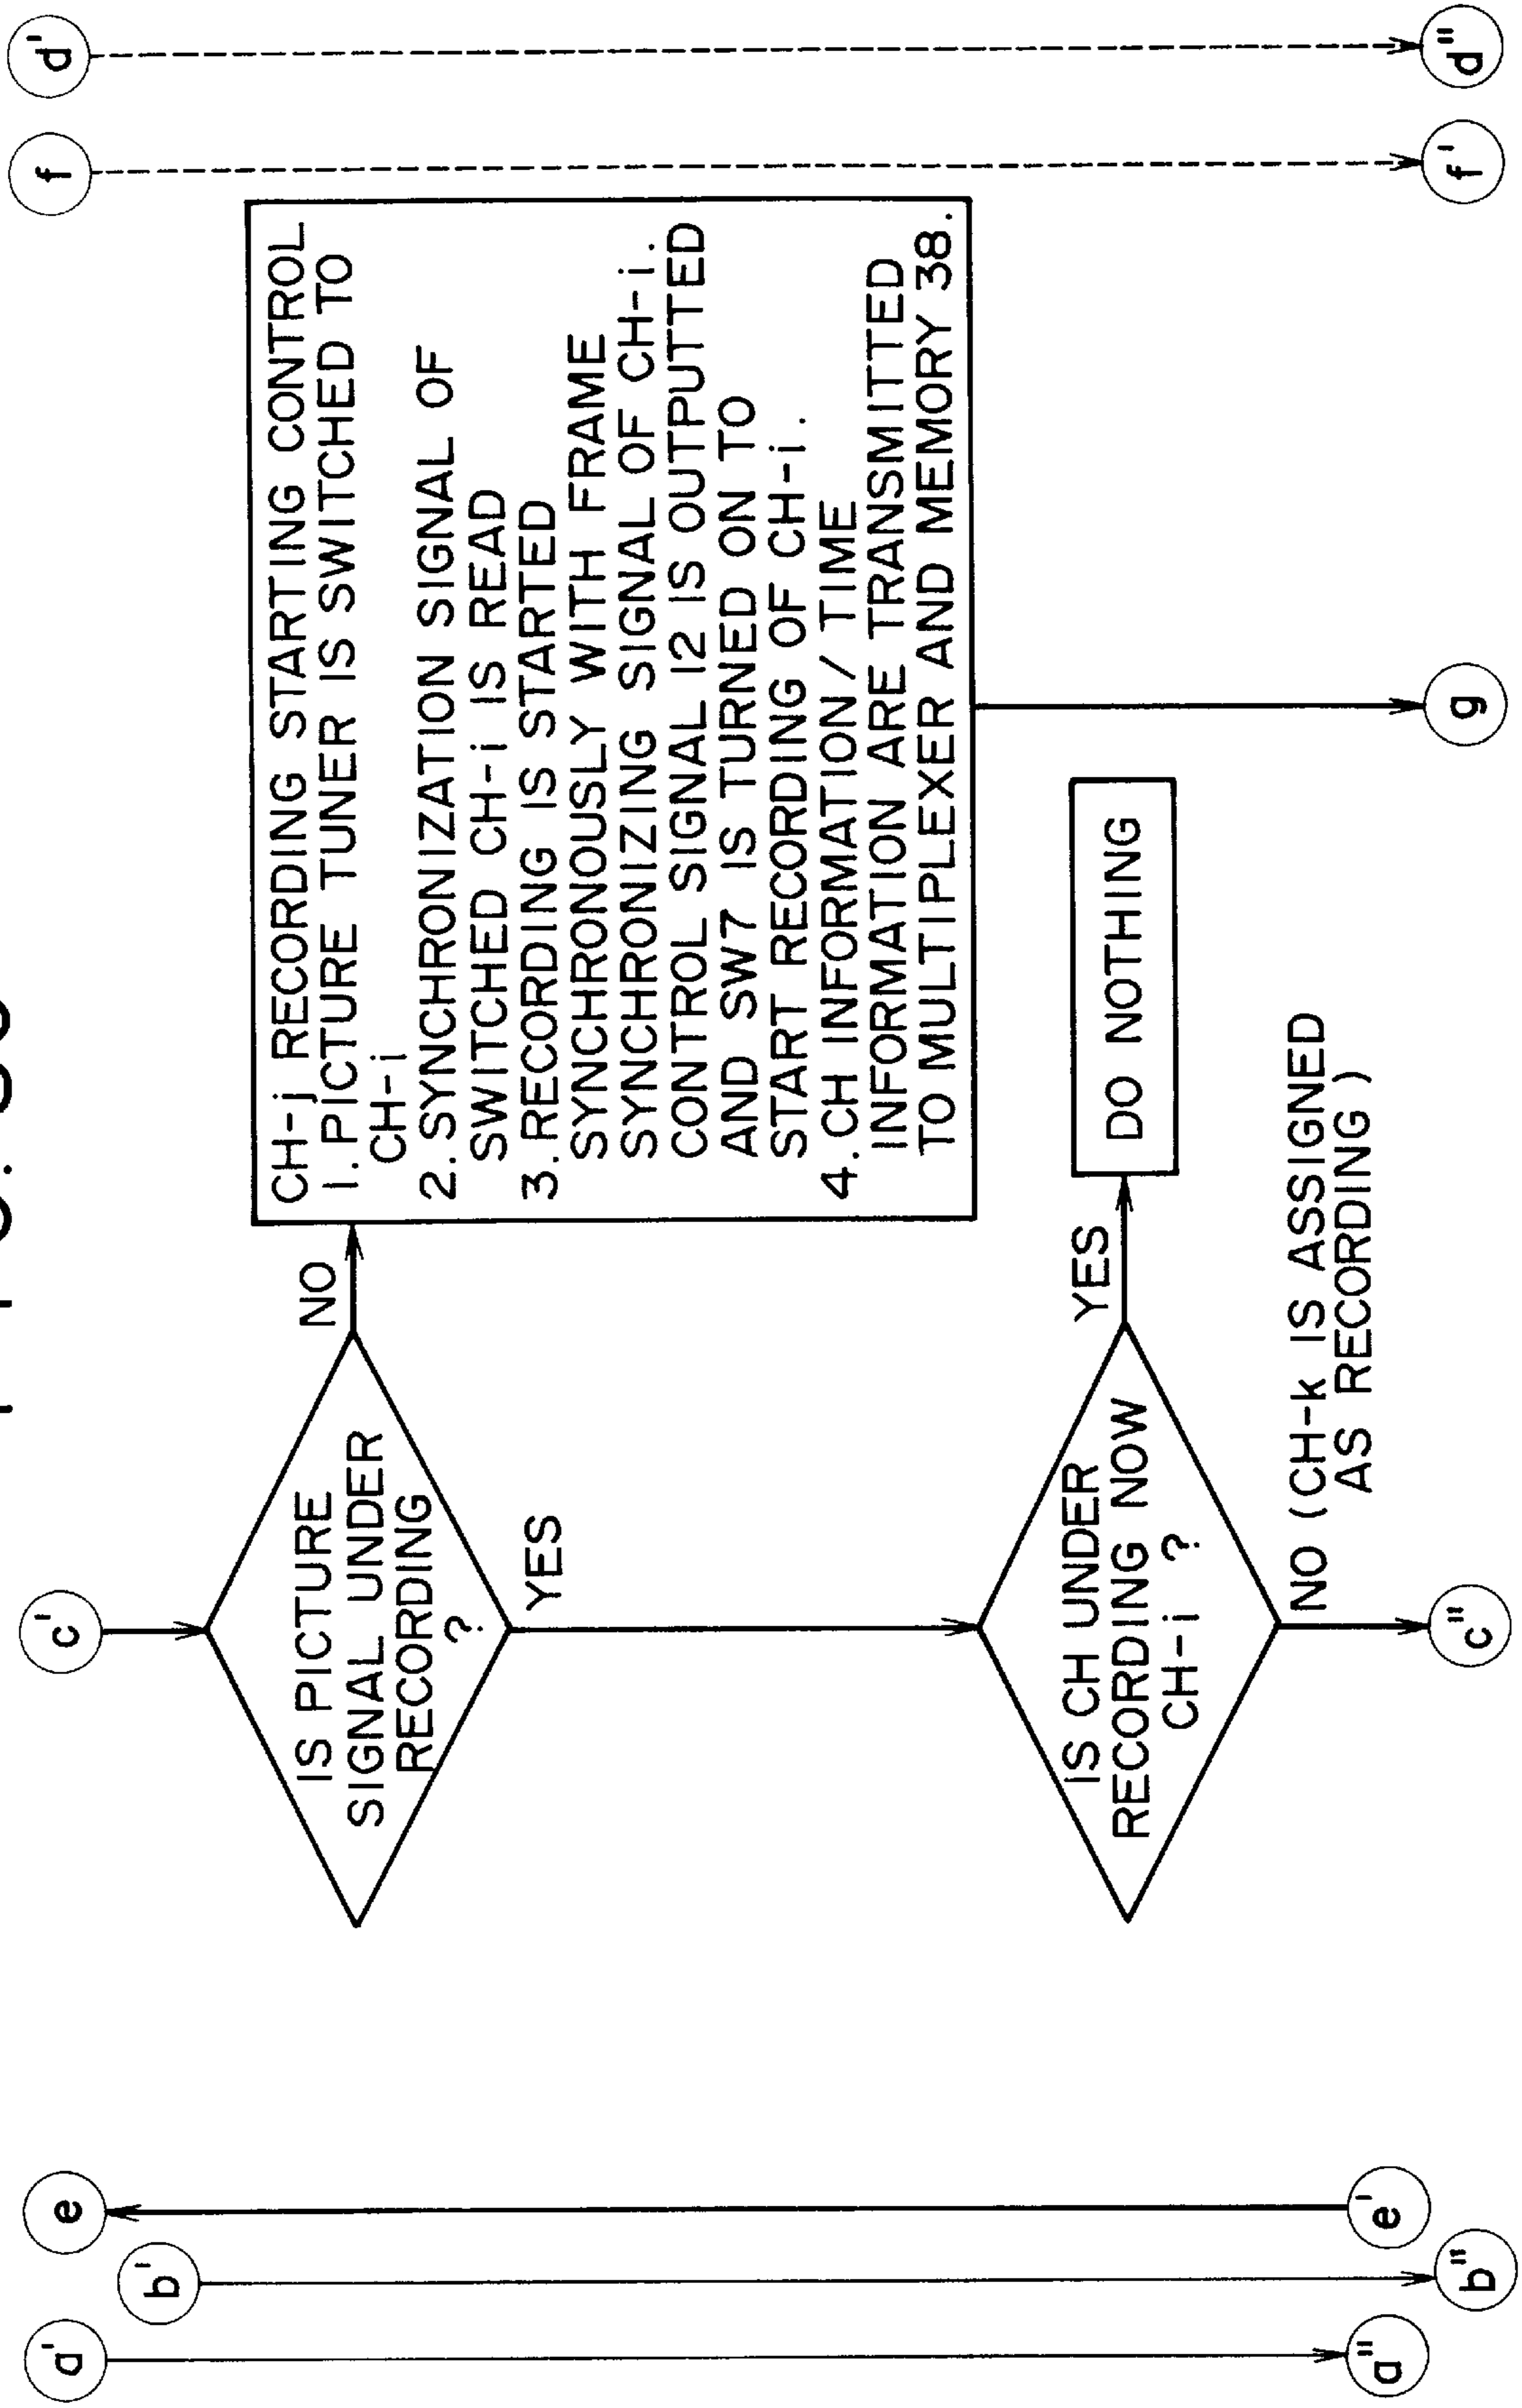 a'
b'
e
c'
f
d'
IS PICTURE
SIGNAL UNDER
RECORDING
?
NO
YES
CH-j RECORDING STARTING CONTROL
1. PICTURE TUNER IS SWITCHED TO
CH-i
2. SYNCHRONIZATION SIGNAL OF
SWITCHED CH-i IS READ
3. RECORDING IS STARTED
SYNCHRONOUSLY WITH FRAME
SYNCHRONIZING SIGNAL OF CH-i.
CONTROL SIGNAL 12 IS OUTPUTTED
AND SW7 IS TURNED ON TO
START RECORDING OF CH-i.
4. CH INFORMATION / TIME
INFORMATION ARE TRANSMITTED
TO MULTIPLEXER AND MEMORY 38.
IS CH UNDER
RECORDING NOW
CH-i ?
YES
DO NOTHING
NO (CH-k IS ASSIGNED
AS RECORDING)
a"
b"
e'
c"
g
f'
d"